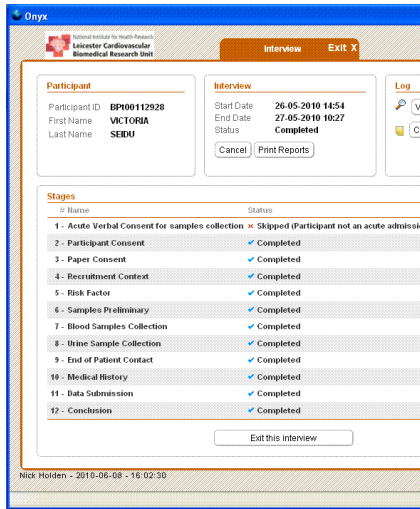 Onyx
National Institute for Health Research
Leicester Cardiovascular
Biomedical Research Unit
Interview
Exit X
Participant
Participant ID BPt00112928
First Name VICTORIA
Last Name SEIDU
Interview
Start Date 26-05-2010 14:54
End Date 27-05-2010 10:27
Status Completed
Cancel Print Reports
Log
V
C
Stages
# Name Status
1 - Acute Verbal Consent for samples collection × Skipped (Participant not an acute admissi
2 - Participant Consent ✔ Completed
3 - Paper Consent ✔ Completed
4 - Recruitment Context ✔ Completed
5 - Risk Factor ✔ Completed
6 - Samples Preliminary ✔ Completed
7 - Blood Samples Collection ✔ Completed
8 - Urine Sample Collection ✔ Completed
9 - End of Patient Contact ✔ Completed
10 - Medical History ✔ Completed
11 - Data Submission ✔ Completed
12 - Conclusion ✔ Completed
Exit this interview
Nick Holden - 2010-06-08 - 16:02:30